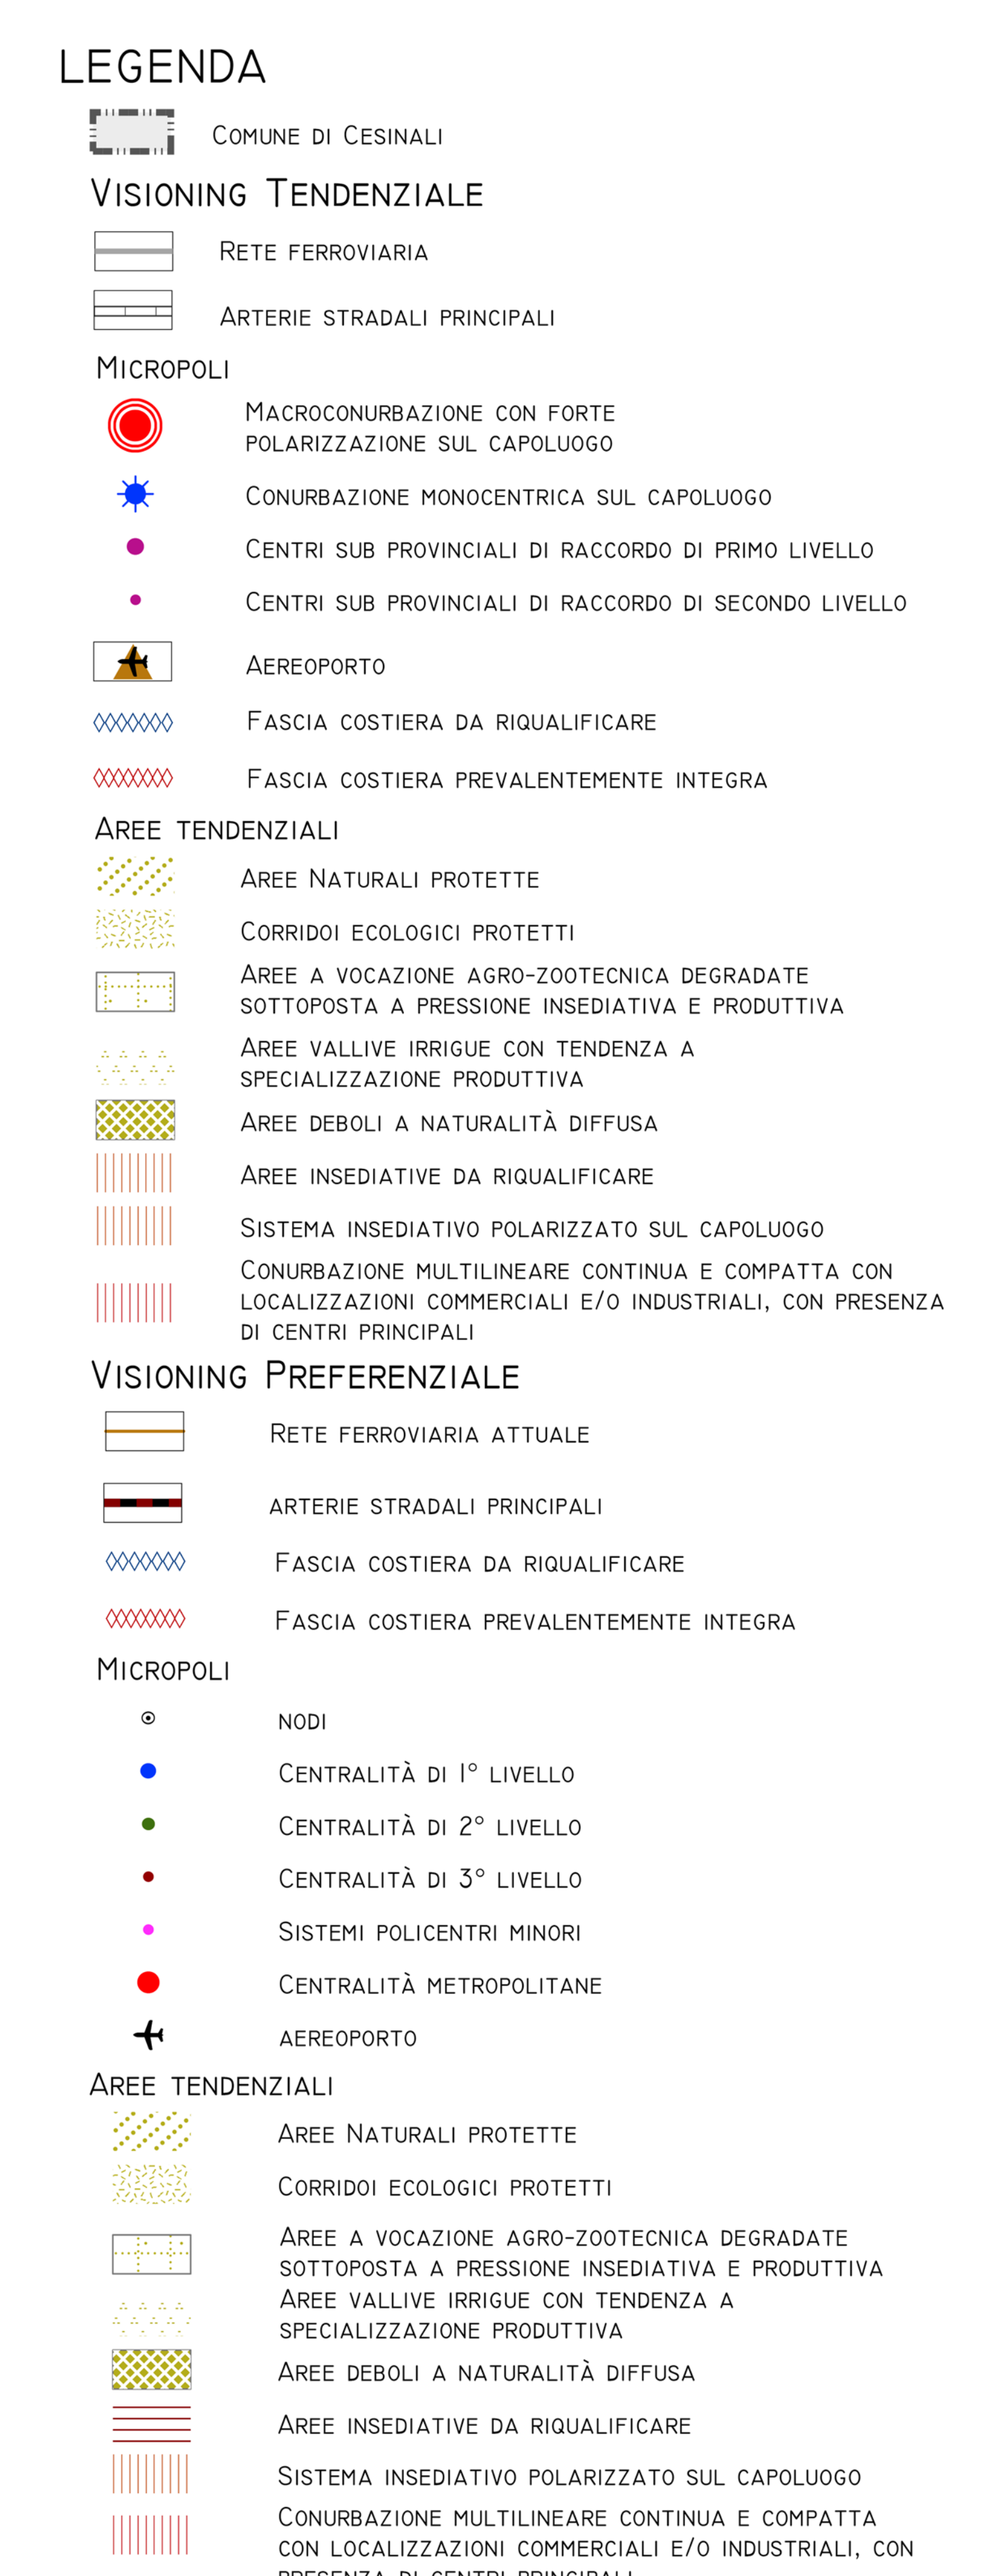 LEGENDA
Comune di Cesinali
Visioning Tendenziale
Rete ferroviaria
Arterie stradali principali
Micropoli
Macroconurbazione con forte
polarizzazione sul capoluogo
Conurbazione monocentrica sul capoluogo
Centri sub provinciali di raccordo di primo livello
Centri sub provinciali di raccordo di secondo livello
Aereoporto
Fascia costiera da riqualificare
Fascia costiera prevalentemente integra
Aree tendenziali
Aree Naturali protette
Corridoi ecologici protetti
Aree a vocazione agro-zootecnica degradate
sottoposta a pressione insediativa e produttiva
Aree vallive irrigue con tendenza a
specializzazione produttiva
Aree deboli a naturalità diffusa
Aree insediative da riqualificare
Sistema insediativo polarizzato sul capoluogo
Conurbazione multilineare continua e compatta con
localizzazioni commerciali e/o industriali, con presenza
di centri principali
Visioning Preferenziale
Rete ferroviaria attuale
arterie stradali principali
Fascia costiera da riqualificare
Fascia costiera prevalentemente integra
Micropoli
nodi
Centralità di 1° livello
Centralità di 2° livello
Centralità di 3° livello
Sistemi policentri minori
Centralità metropolitane
aereoporto
Aree tendenziali
Aree Naturali protette
Corridoi ecologici protetti
Aree a vocazione agro-zootecnica degradate
sottoposta a pressione insediativa e produttiva
Aree vallive irrigue con tendenza a
specializzazione produttiva
Aree deboli a naturalità diffusa
Aree insediative da riqualificare
Sistema insediativo polarizzato sul capoluogo
Conurbazione multilineare continua e compatta
con localizzazioni commerciali e/o industriali, con
presenza di centri principali